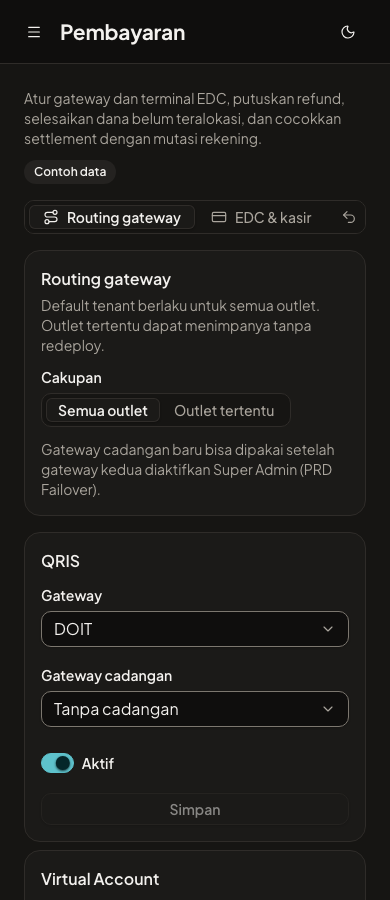 Pembayaran
Atur gateway dan terminal EDC, putuskan refund,
selesaikan dana belum teralokasi, dan cocokkan
settlement dengan mutasi rekening.
Contoh data
Routing gateway
EDC & kasir
Routing gateway
Default tenant berlaku untuk semua outlet.
Outlet tertentu dapat menimpanya tanpa
redeploy.
Cakupan
Semua outlet
Outlet tertentu
Gateway cadangan baru bisa dipakai setelah
gateway kedua diaktifkan Super Admin (PRD
Failover).
QRIS
Gateway
DOIT
Gateway cadangan
Tanpa cadangan
Aktif
Simpan
Virtual Account